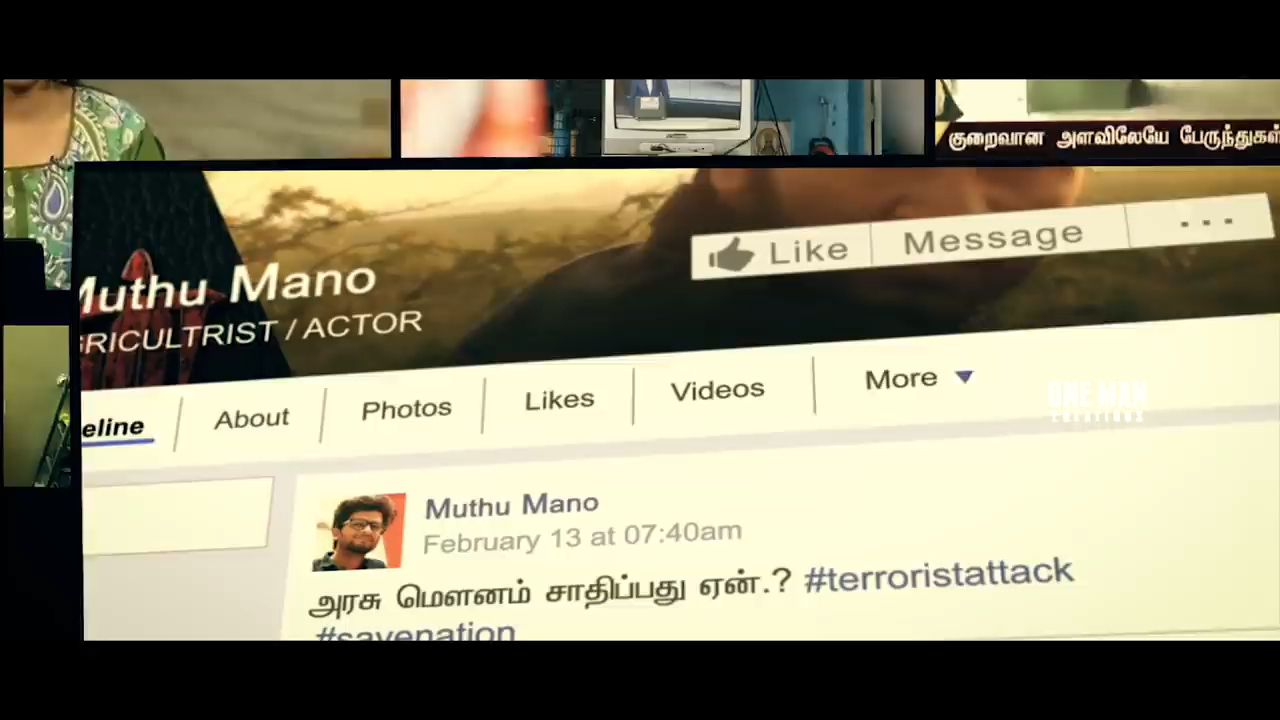 குறைவான அளவிலேயே பேருந்துகள்
Like Message ...
Muthu Mano
GRICULTRIST / ACTOR
eline About Photos Likes Videos More
ONE MAN
Muthu Mano
February 13 at 07:40am
அரசு மௌனம் சாதிப்பது ஏன்.? #terroristattack
#savenation